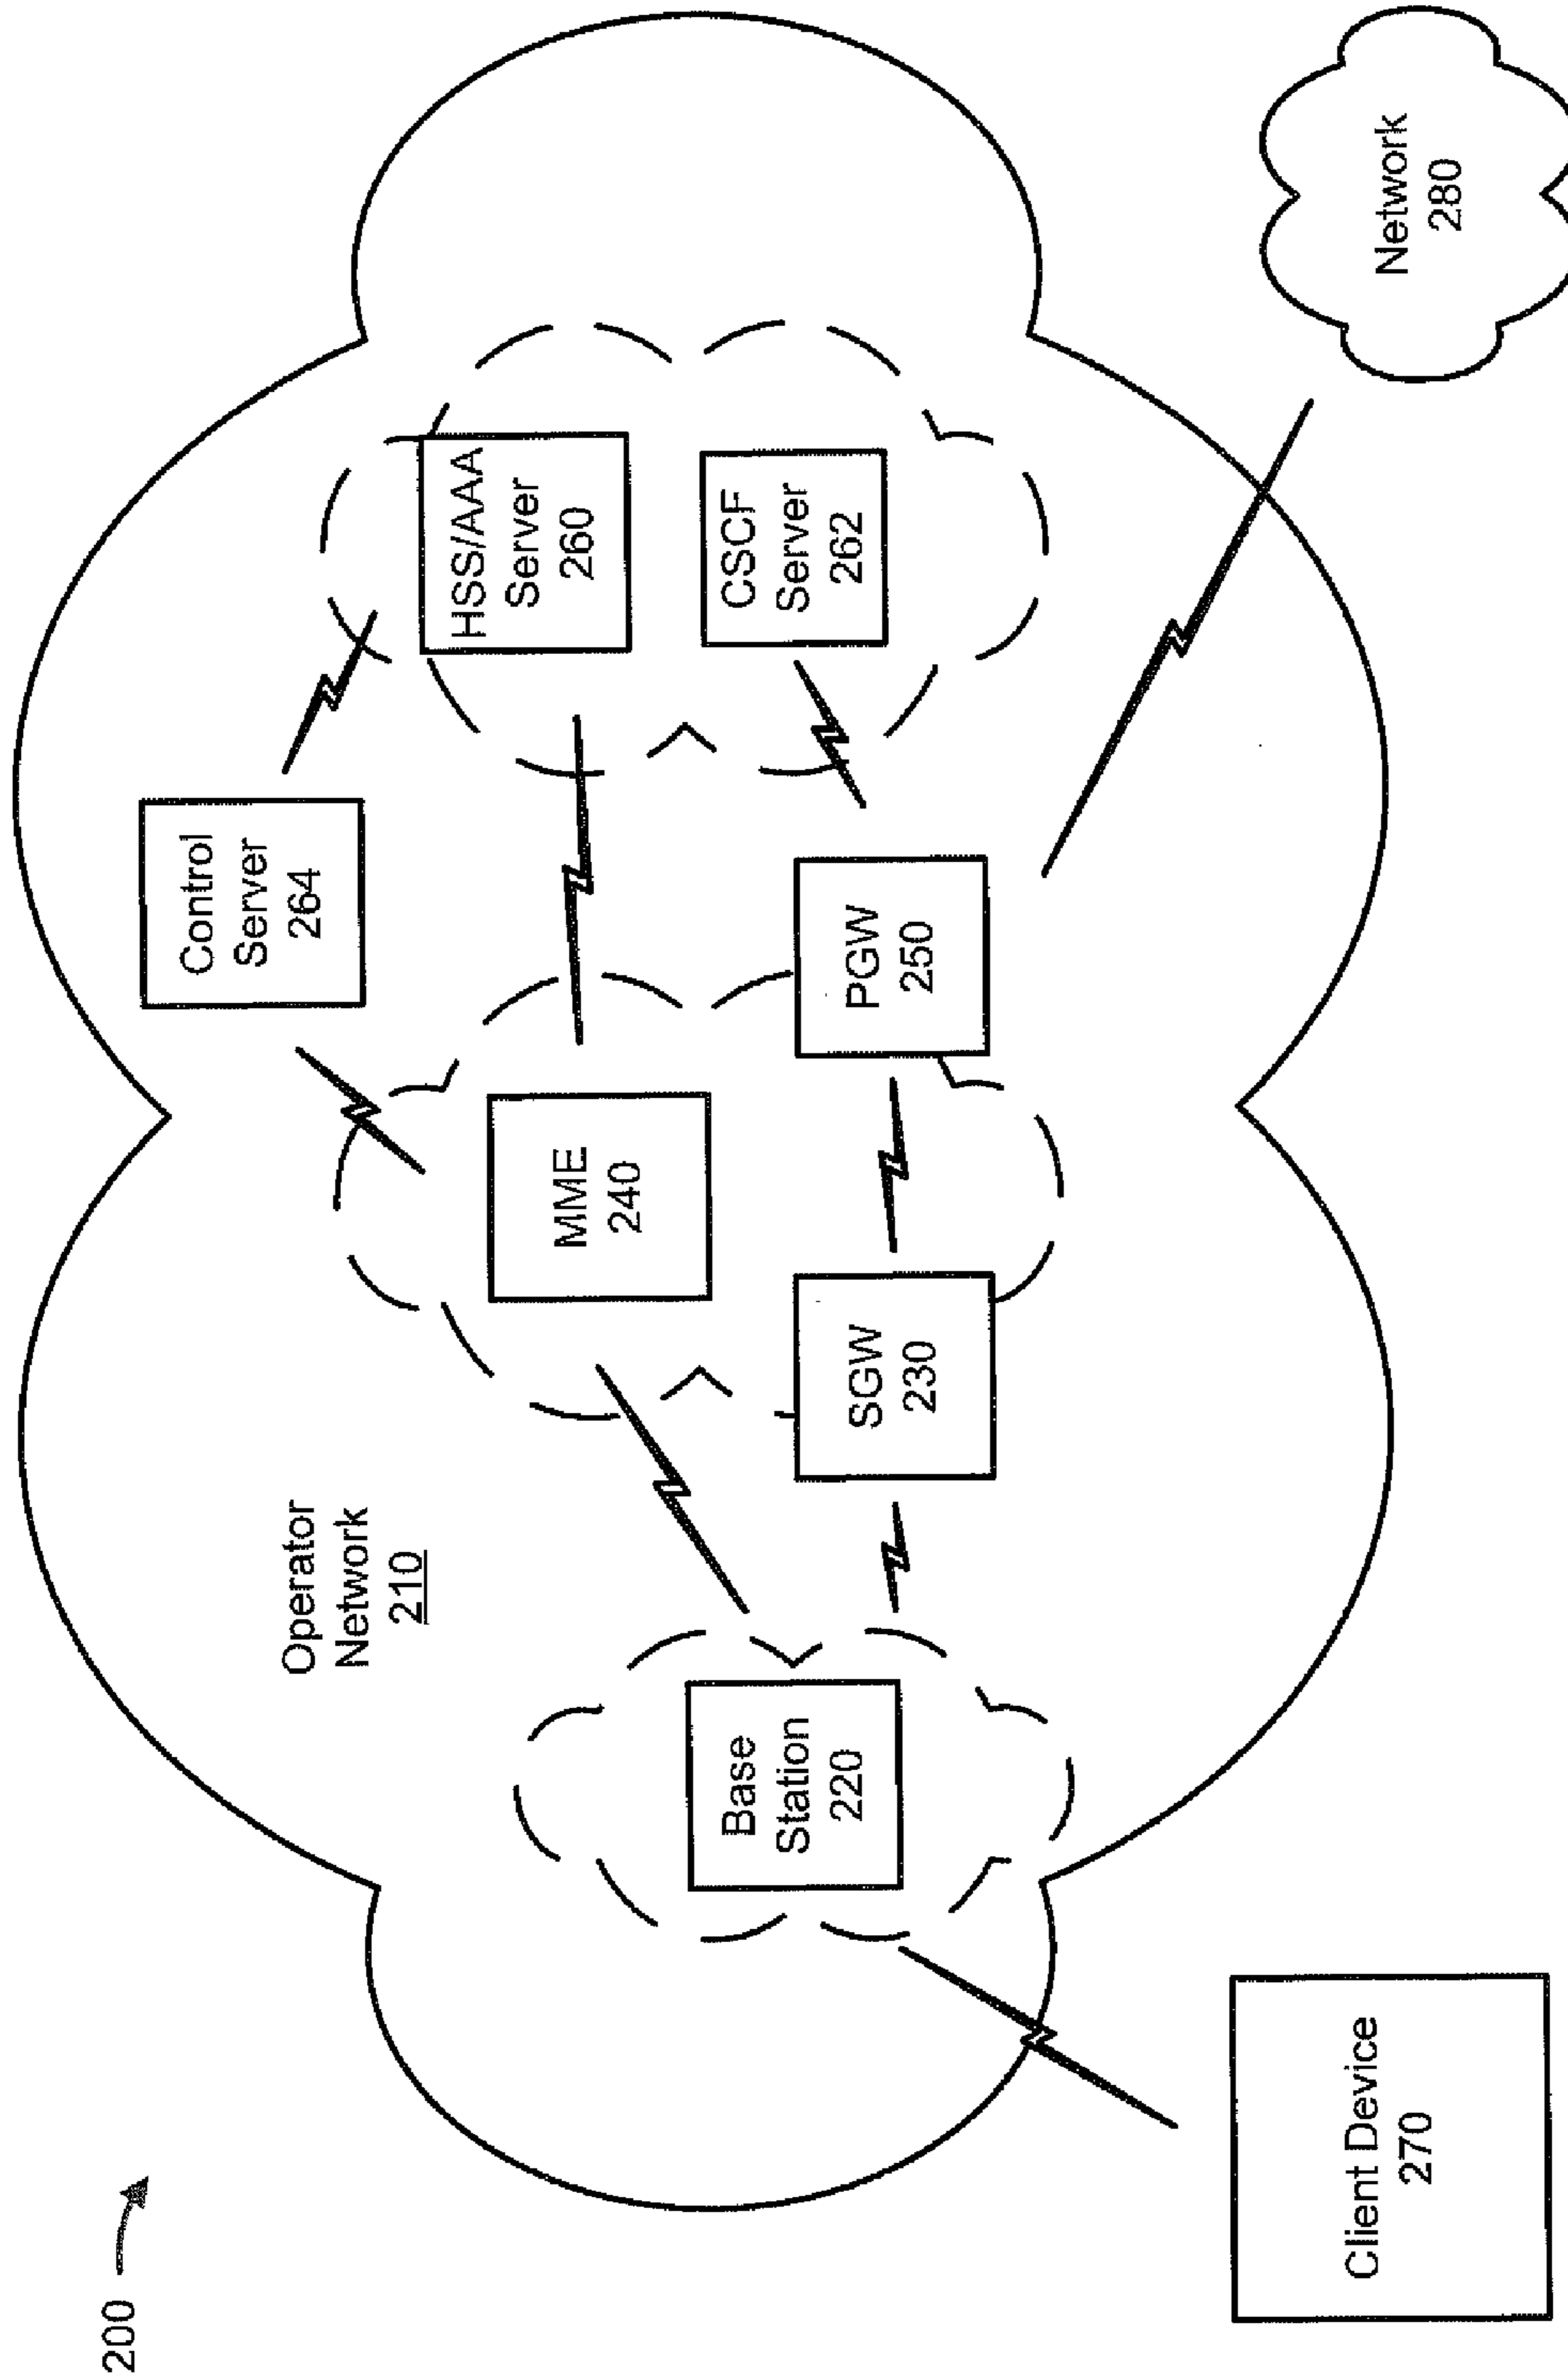 200
Operator
Network
210
Control
Server
264
HSS/AAA
Server
260
MME
240
CSCF
Server
262
Base
Station
220
SGW
230
PGW
250
Client Device
270
Network
280